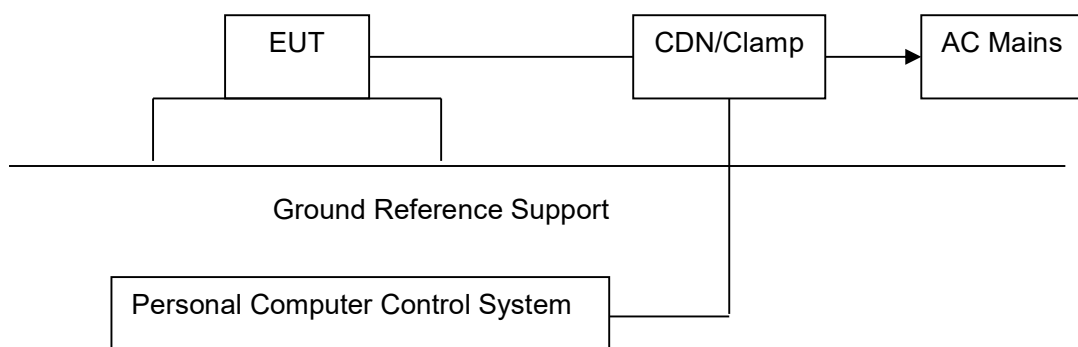 EUT
CDN/Clamp
AC Mains
Ground Reference Support
Personal Computer Control System